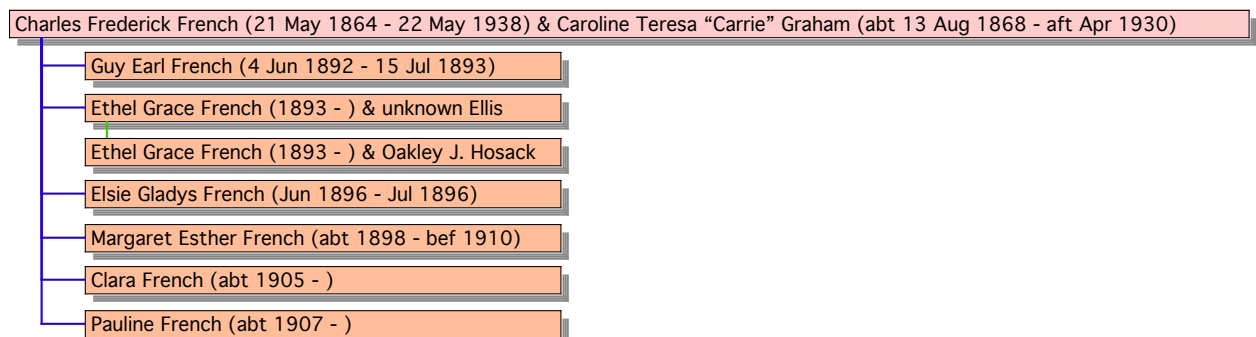 Charles Frederick French (21 May 1864 - 22 May 1938) & Caroline Teresa “Carrie” Graham (abt 13 Aug 1868 - aft Apr 1930)
Guy Earl French (4 Jun 1892 - 15 Jul 1893)
Ethel Grace French (1893 - ) & unknown Ellis
Ethel Grace French (1893 - ) & Oakley J. Hosack
Elsie Gladys French (Jun 1896 - Jul 1896)
Margaret Esther French (abt 1898 - bef 1910)
Clara French (abt 1905 - )
Pauline French (abt 1907 - )